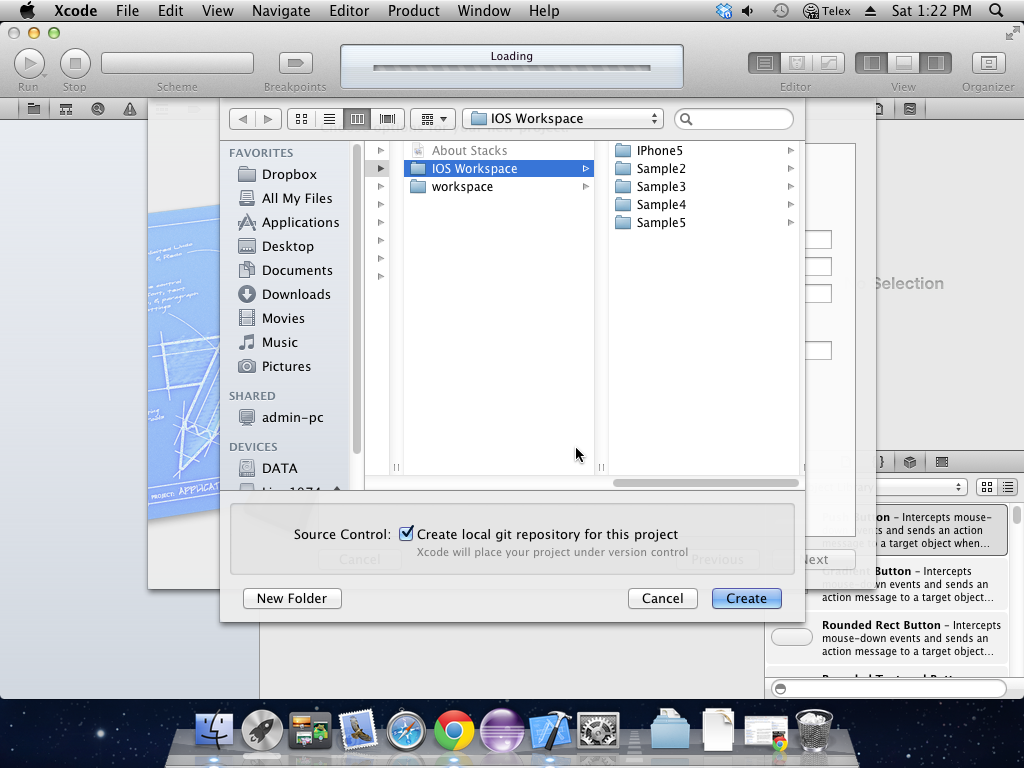 Xcode File Edit View Navigate Editor Product Window Help Telex Sat 1:22 PM
Loading
Run Stop Scheme Breakpoints Editor View Organizer
IOS Workspace
FAVORITES
Dropbox
All My Files
Applications
Desktop
Documents
Downloads
Movies
Music
Pictures
SHARED
admin-pc
DEVICES
DATA
About Stacks
IOS Workspace
workspace
IPhone5
Sample2
Sample3
Sample4
Sample5
Selection
PROJECT: APPLICAT
Source Control: Create local git repository for this project
Xcode will place your project under version control
Cancel Previous Next
New Folder Cancel Create
Button – Intercepts mouse-
events and sends an action
to a target object when...
Gradient Button – Intercepts
mouse-down events and sends an
action message to a target object...
Rounded Rect Button – Intercepts
mouse-down events and sends an
action message to a target object...